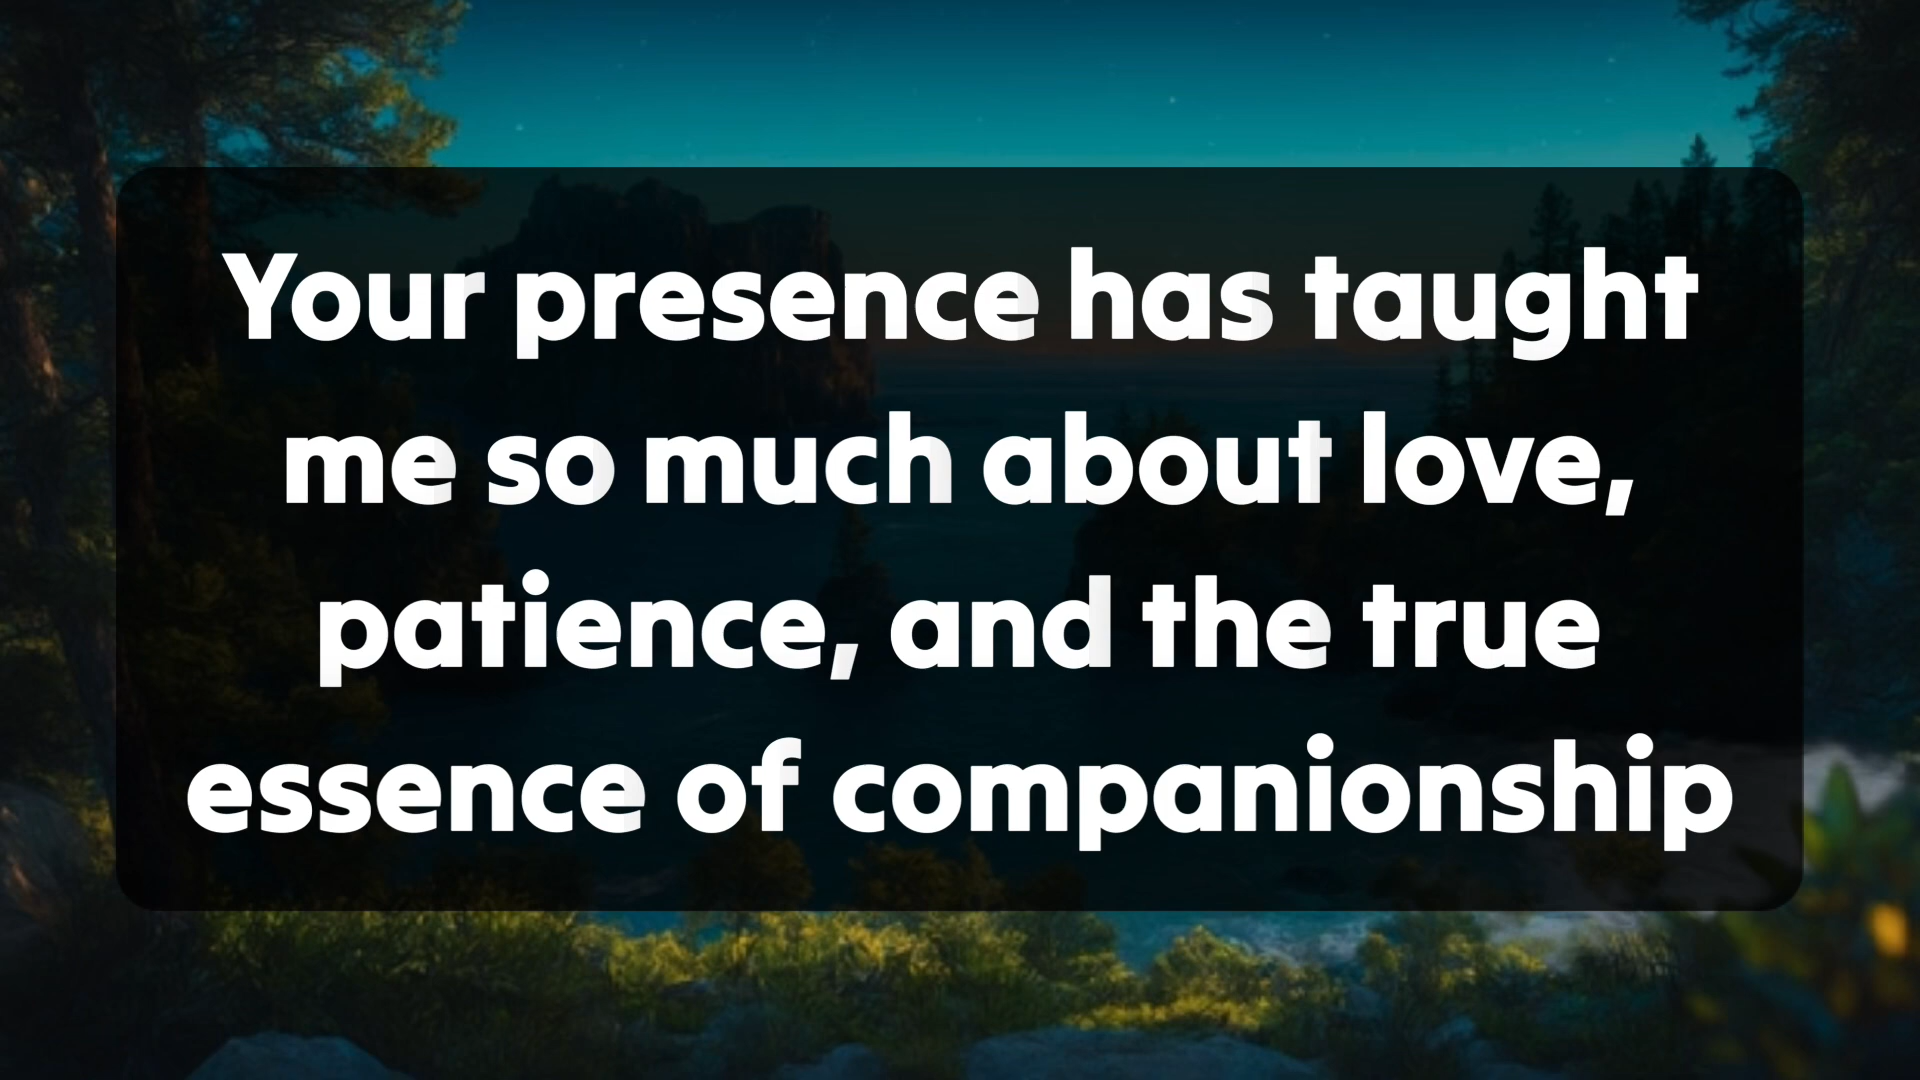 Your presence has taught
me so much about love,
patience, and the true
essence of companionship